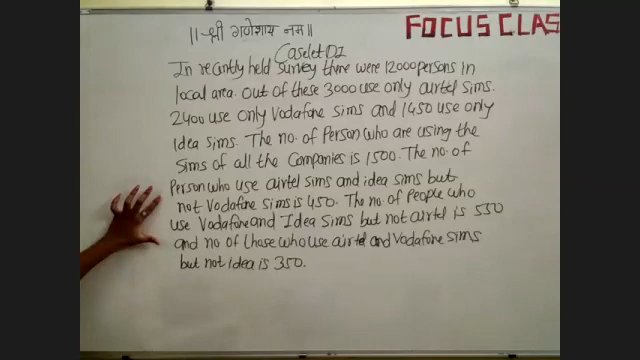 ॥-श्री गणेशाय नम॥
FOCUS CLAS
Caselet DI
In recently held survey there were 12000 persons in
local area. Out of these 3000 use only airtel sims.
2400 use only Vodafone sims and 1450 use only
Idea sims. The no. of Person who are using the
Sims of all the Companies is 1500. The no. of
Person who use airtel sims and idea sims but
not Vodafone sims is 450. The no. of People who
use Vodafone and Idea Sims but not airtel is 550
and no of those who use airtel and Vodafone sims
but not idea is 350.